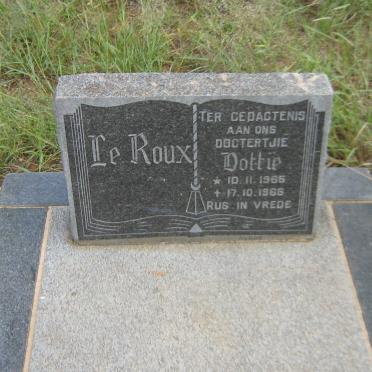 Le Roux
TER GEDAGTENIS
AAN ONS
DOGTERTJIE
Dottie
* 10.11.1965
+ 17.10.1966
RUS IN VREDE